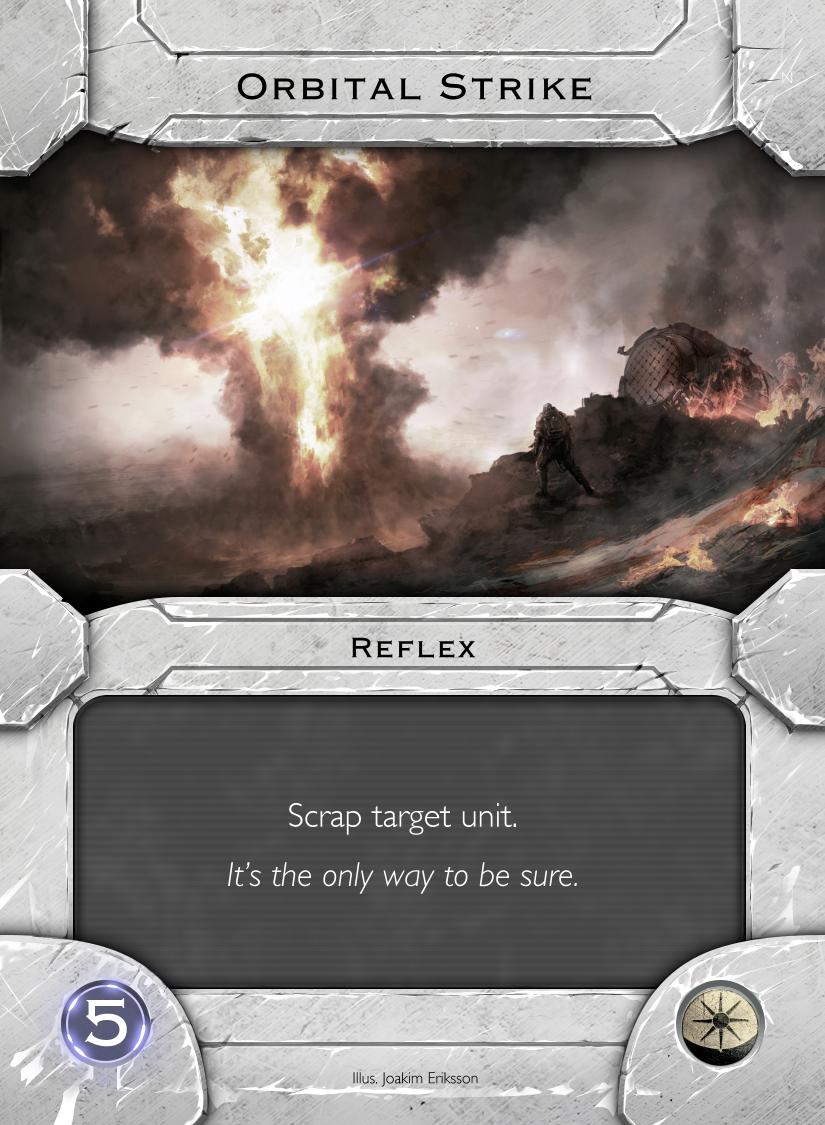 Orbital Strike
Reflex
Scrap target unit.
It's the only way to be sure.
5
Illus. Joakim Eriksson